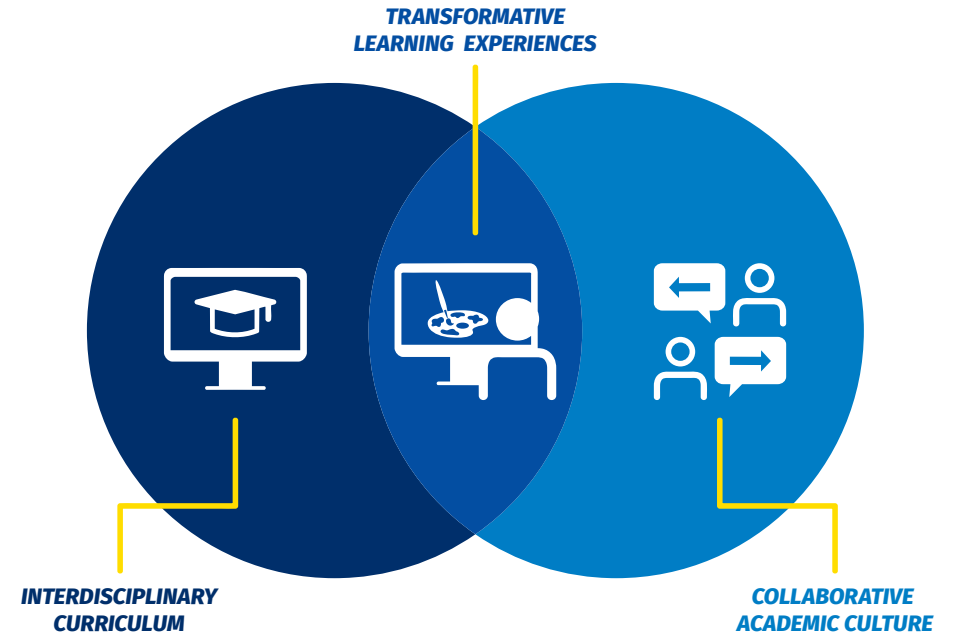 TRANSFORMATIVE
LEARNING EXPERIENCES
INTERDISCIPLINARY
CURRICULUM
COLLABORATIVE
ACADEMIC CULTURE